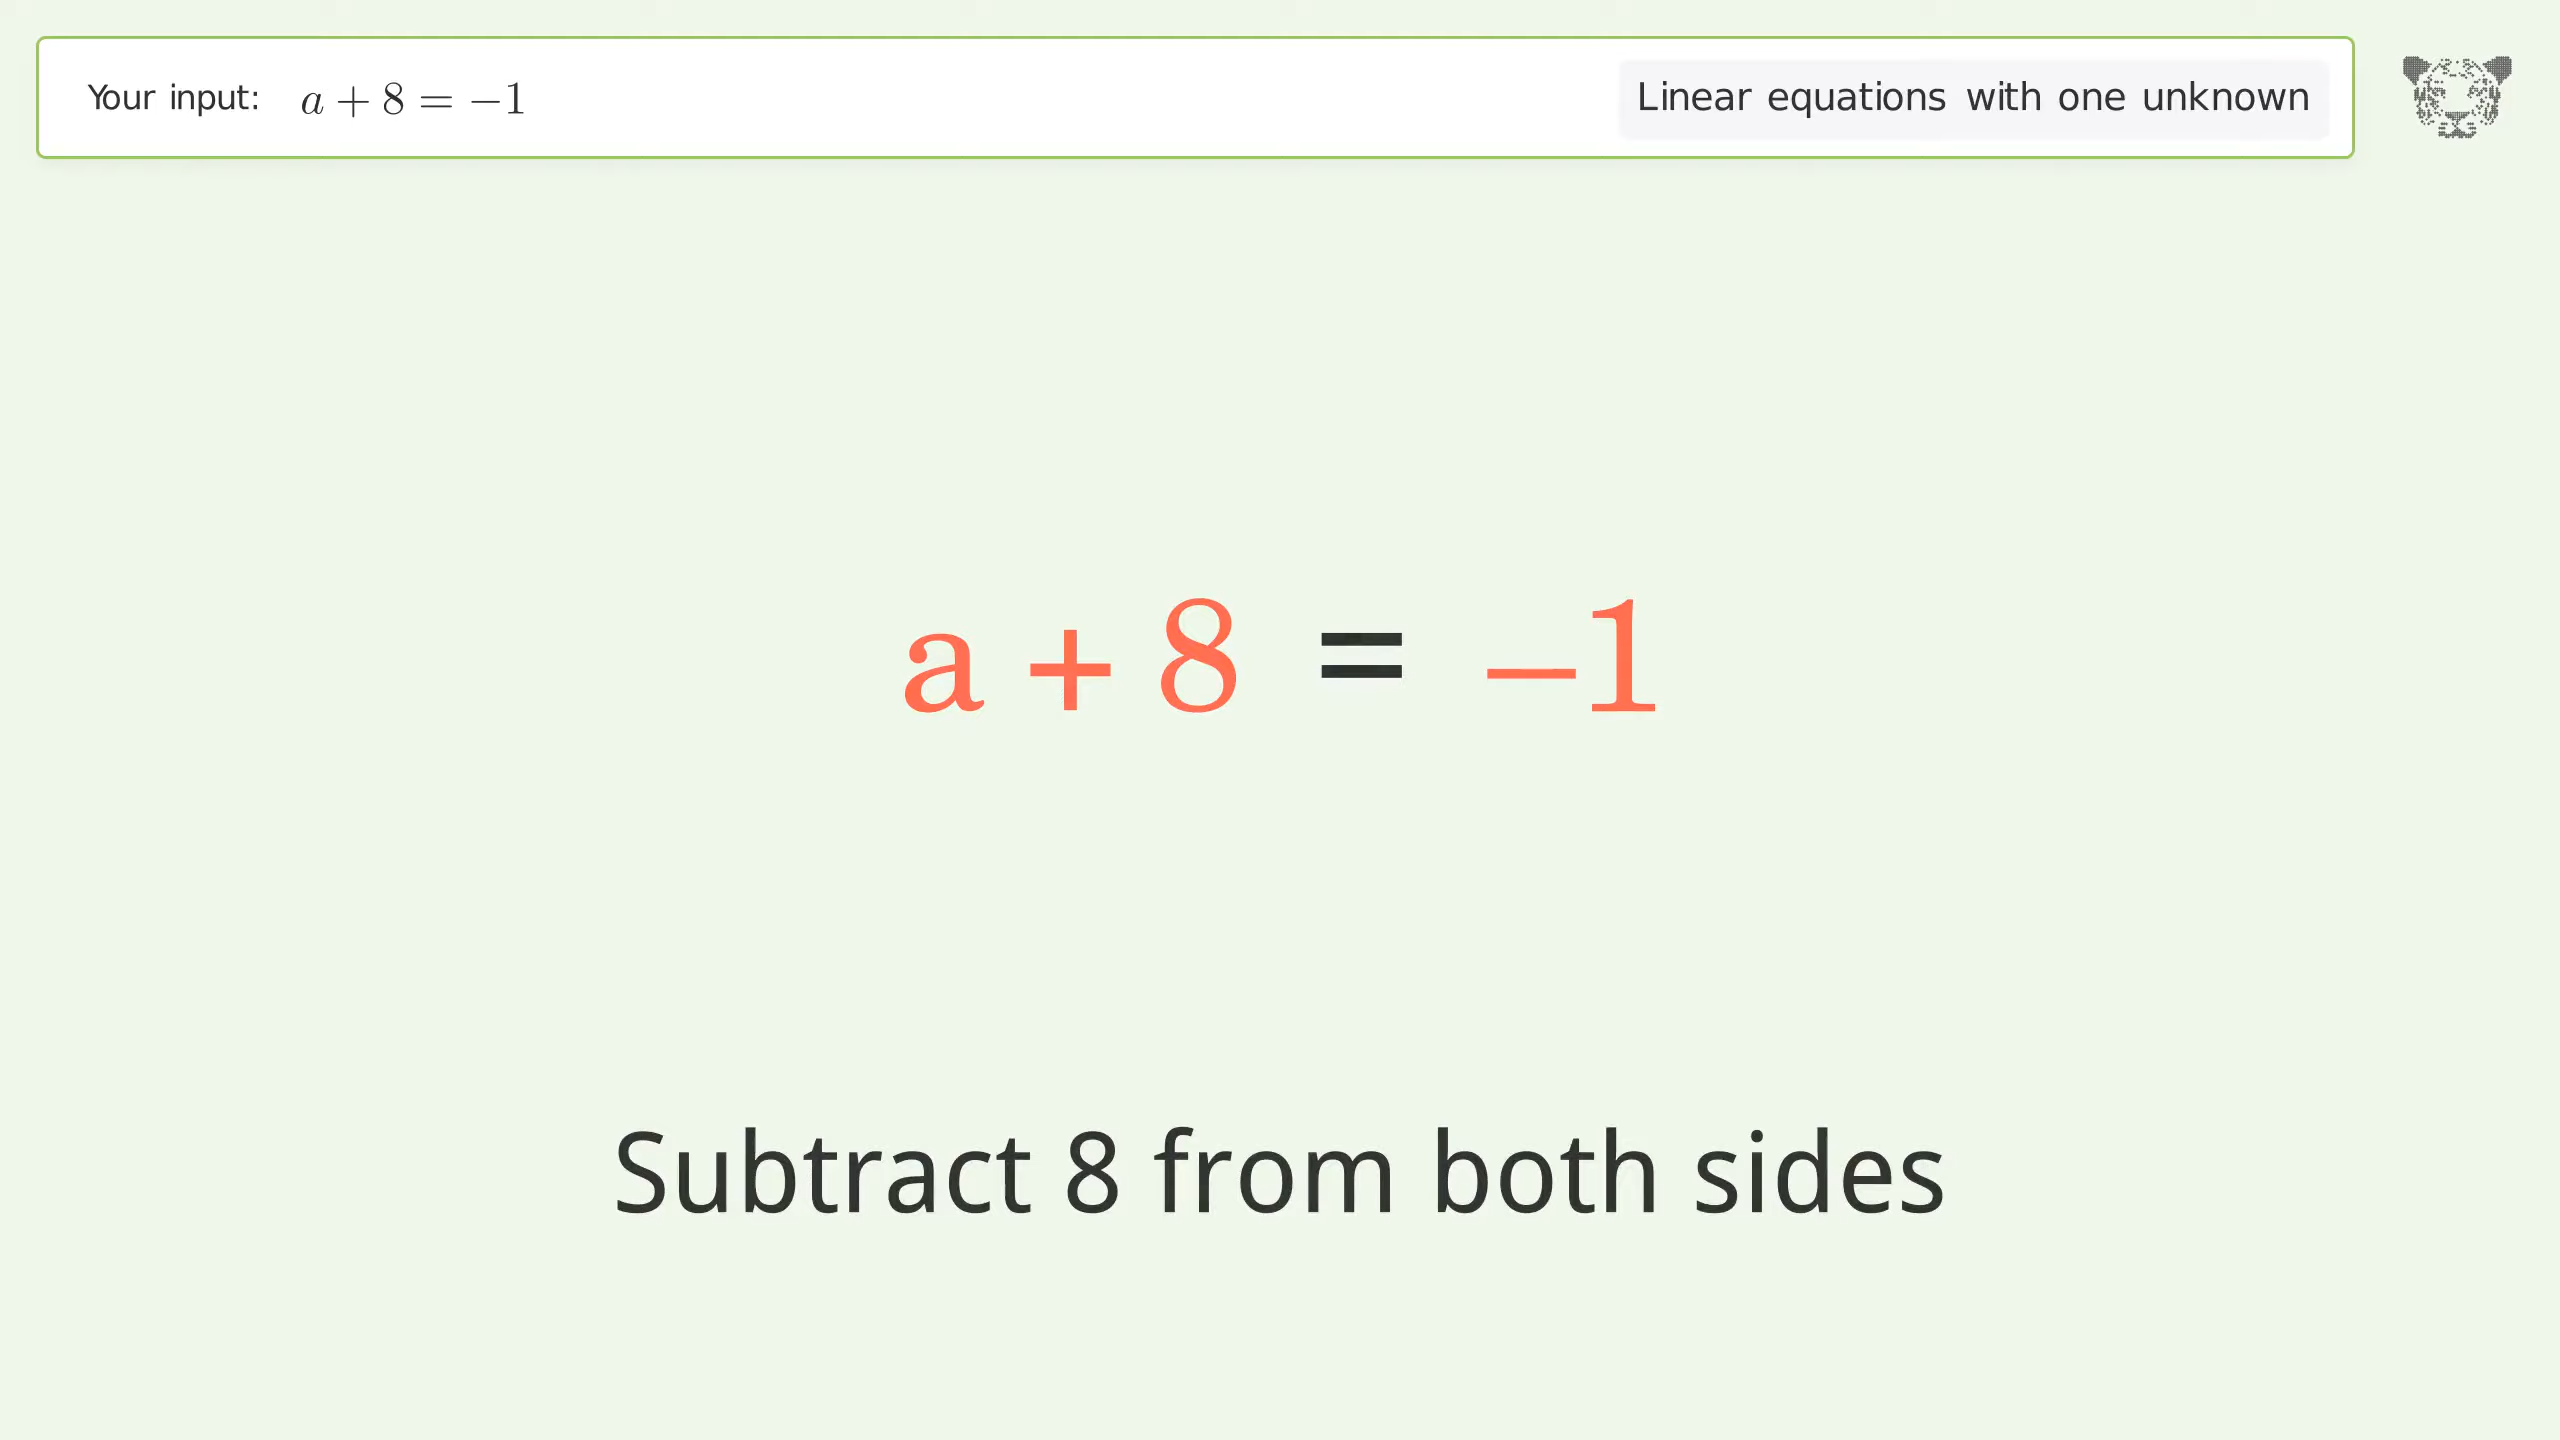 Your input: a + 8 = −1
Linear equations with one unknown
a + 8 = −1
Subtract 8 from both sides